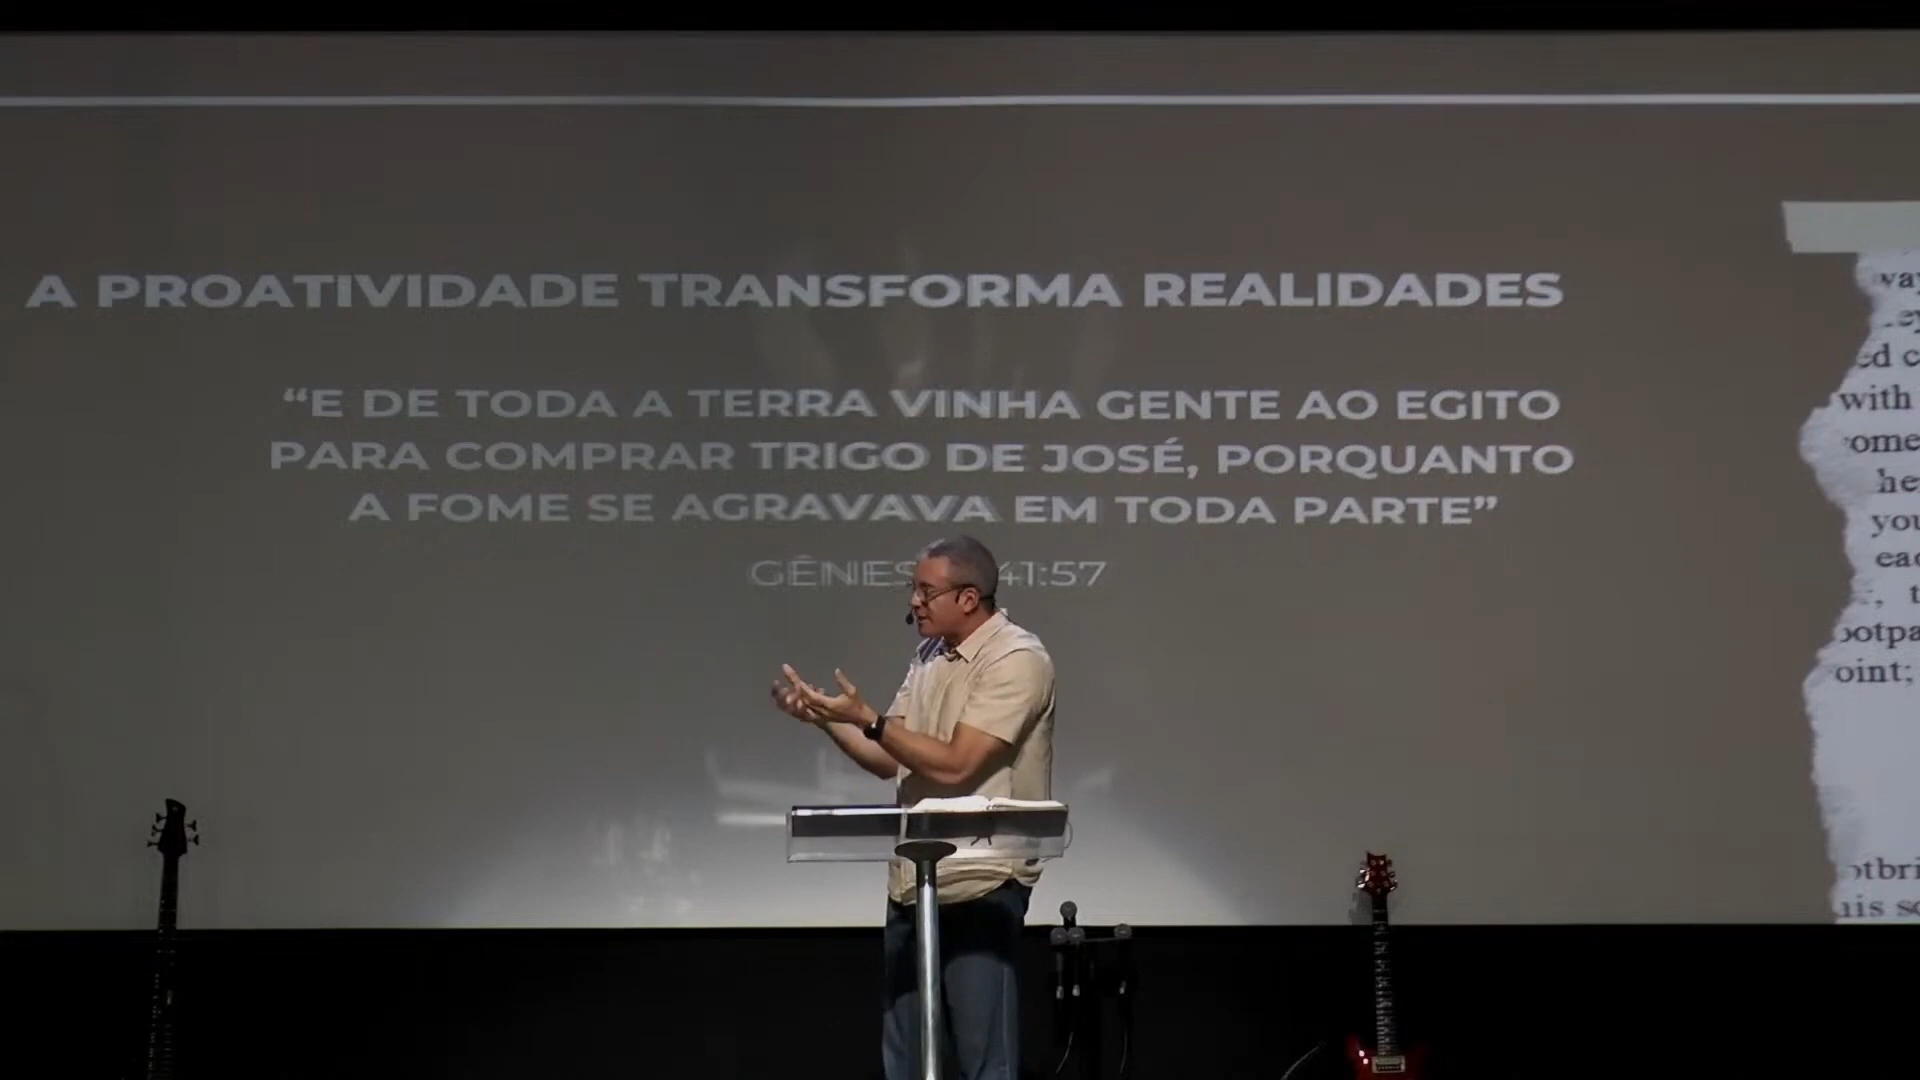 A PROATIVIDADE TRANSFORMA REALIDADES
“E DE TODA A TERRA VINHA GENTE AO EGITO
PARA COMPRAR TRIGO DE JOSÉ, PORQUANTO
A FOME SE AGRAVAVA EM TODA PARTE”
41:57
with
you